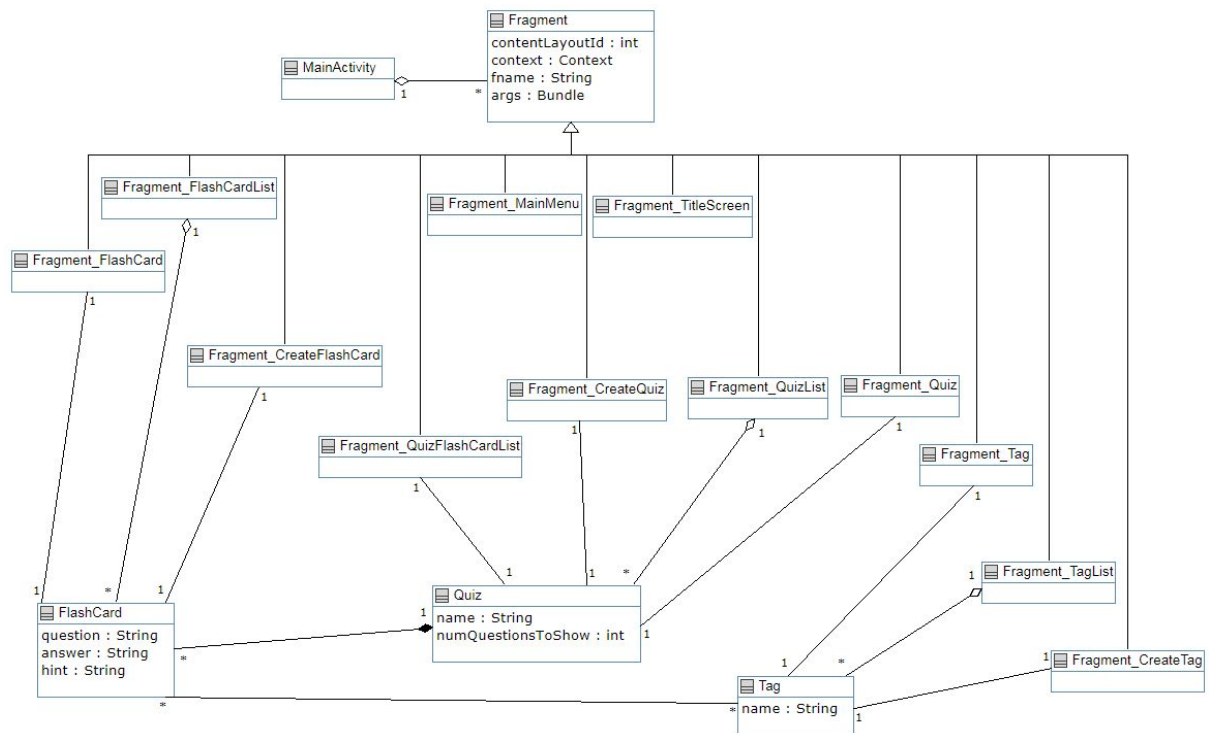 Fragment
contentLayoutId : int
context : Context
fname : String
args : Bundle
MainActivity
1
*
Fragment_FlashCardList
1
Fragment_MainMenu
Fragment_TitleScreen
Fragment_FlashCard
1
Fragment_CreateFlashCard
1
Fragment_CreateQuiz
1
Fragment_QuizList
1
Fragment_Quiz
1
Fragment_QuizFlashCardList
1
Fragment_Tag
1
Fragment_TagList
1
1
*
1
1
1
*
1
FlashCard
question : String
answer : String
hint : String
*
*
1
Quiz
name : String
numQuestionsToShow : int
1
*
Fragment_CreateTag
1
Tag
name : String
*
1